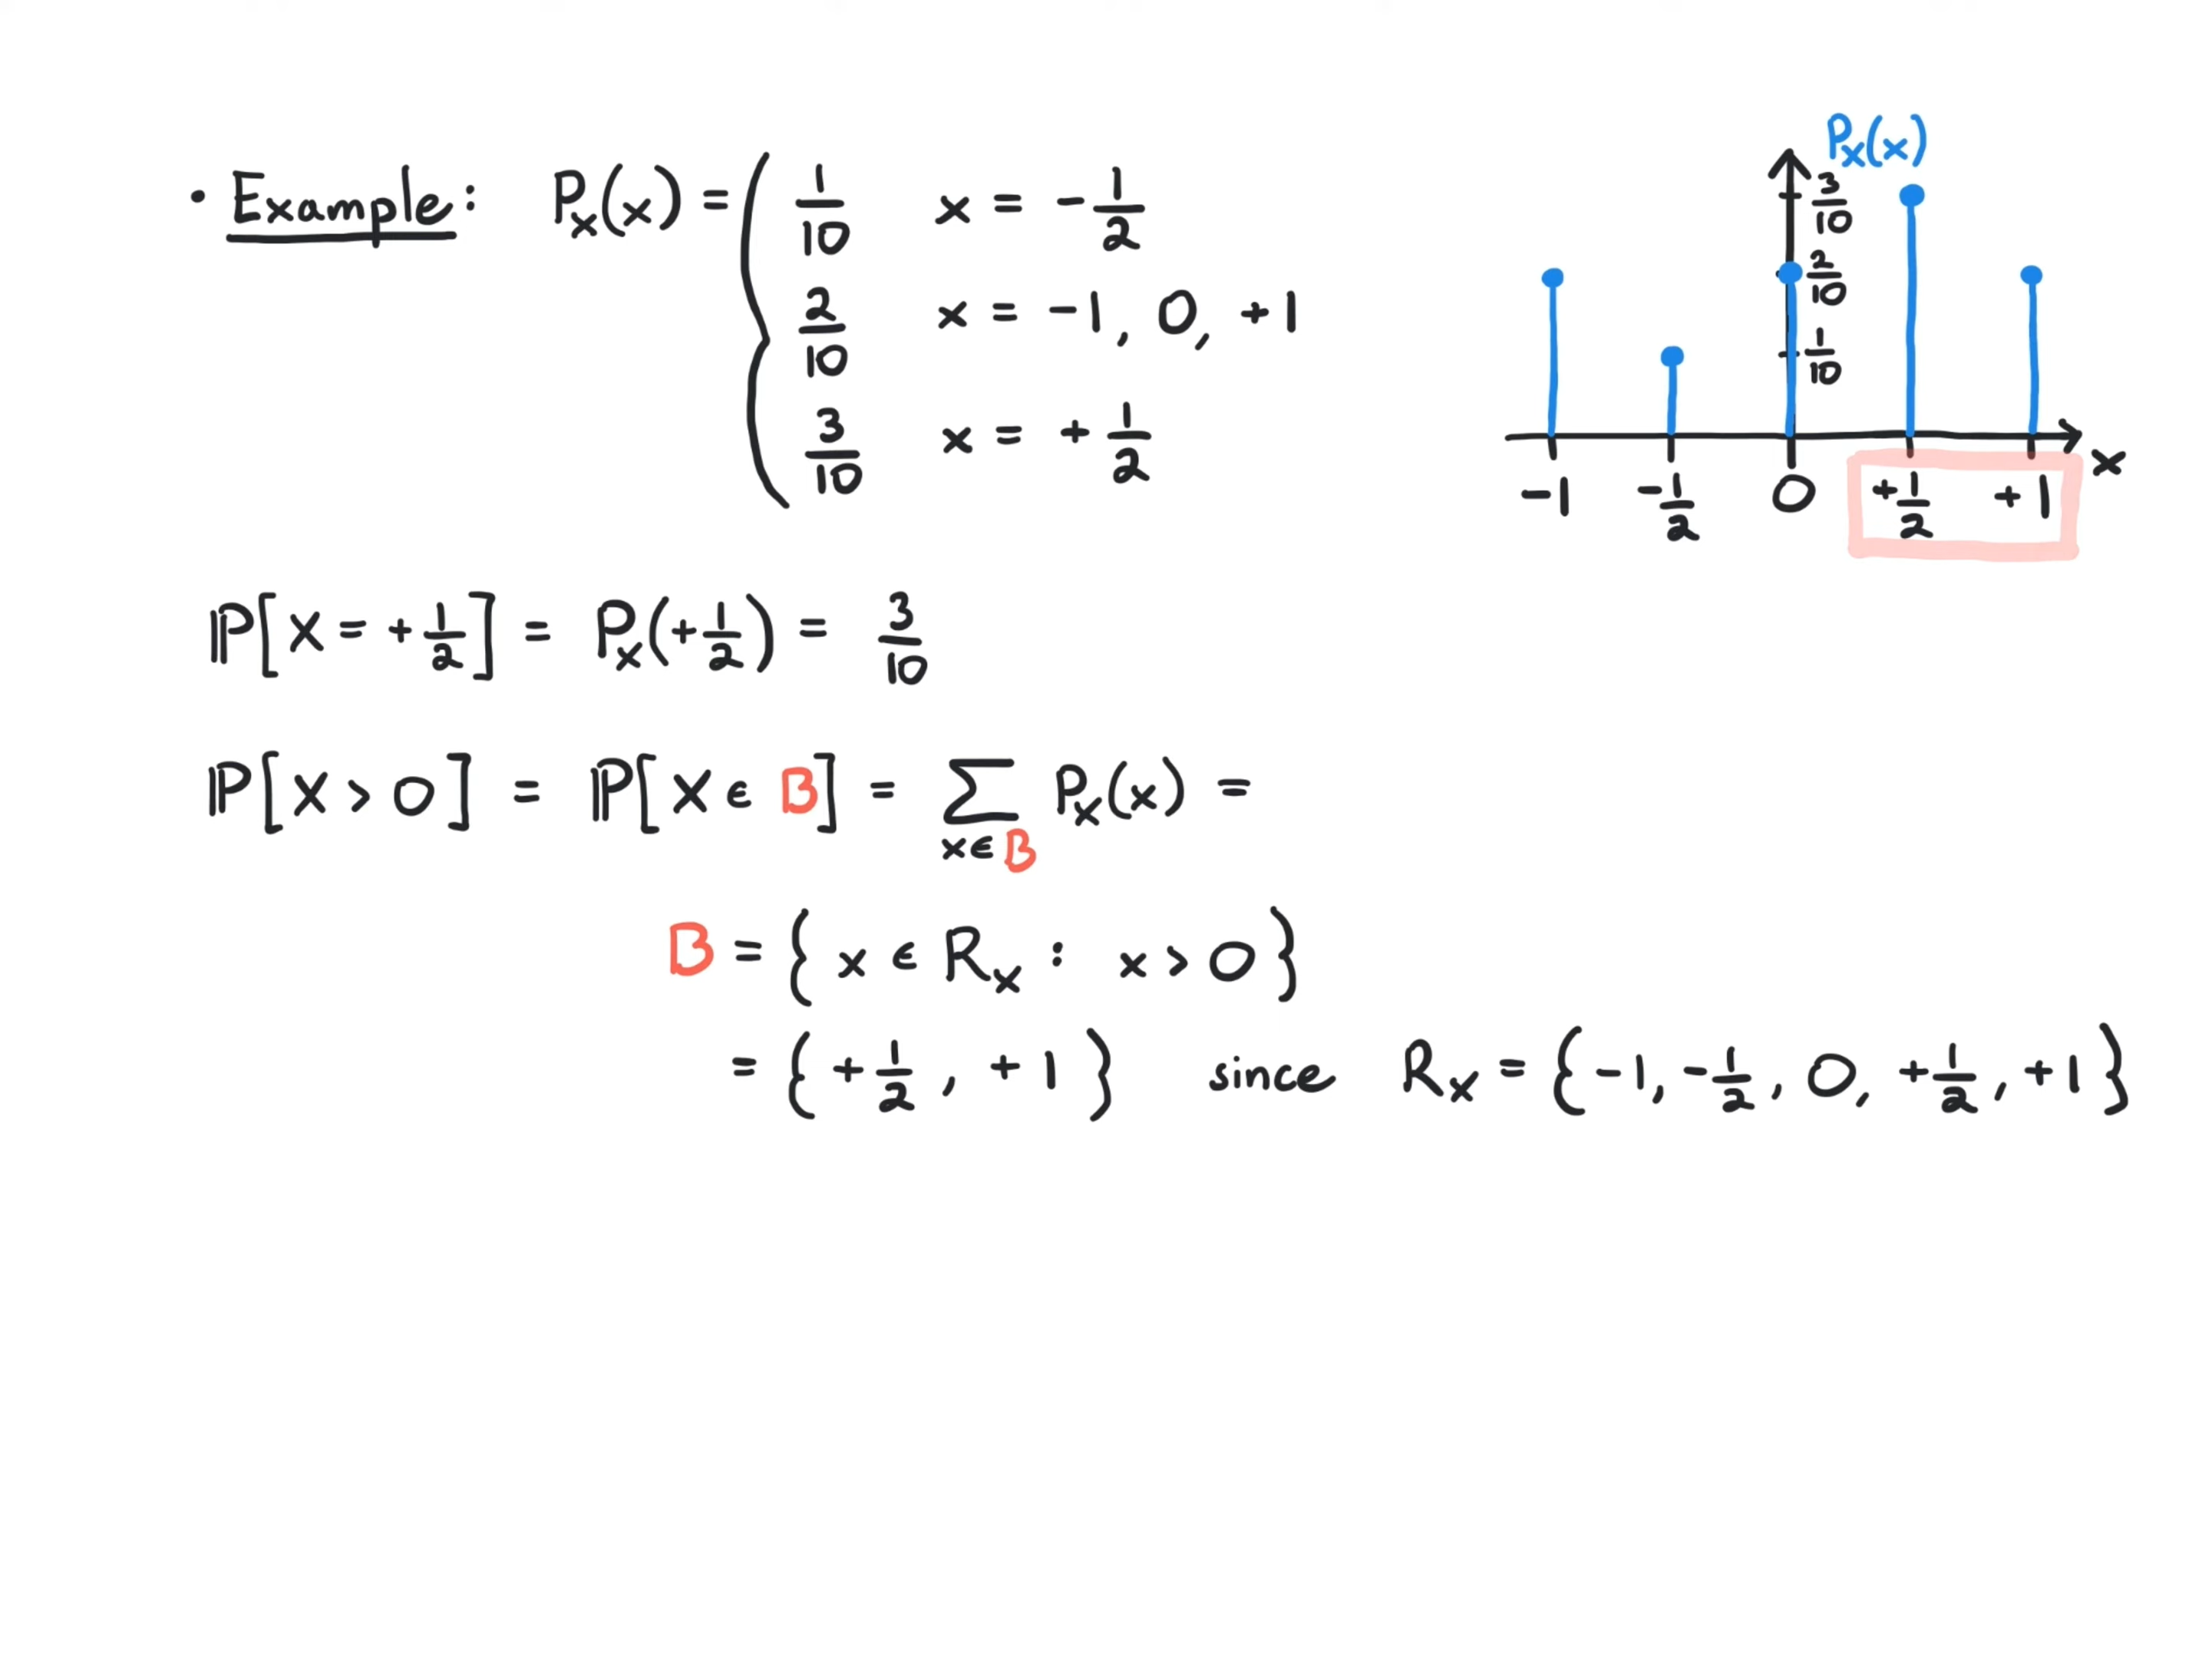 • Example: Pₓ(x) = { 1/10 x = -1/2
2/10 x = -1, 0, +1
3/10 x = +1/2
Pₓ(x)
3/10
2/10
1/10
x
-1 -1/2 0 +1/2 +1
ℙ[X = +1/2] = Pₓ(+1/2) = 3/10
ℙ[X > 0] = ℙ[X ∈ B] = Σ Pₓ(x) =
x ∈ B
B = { x ∈ Rₓ : x > 0 }
= { +1/2, +1 } since Rₓ = { -1, -1/2, 0, +1/2, +1 }